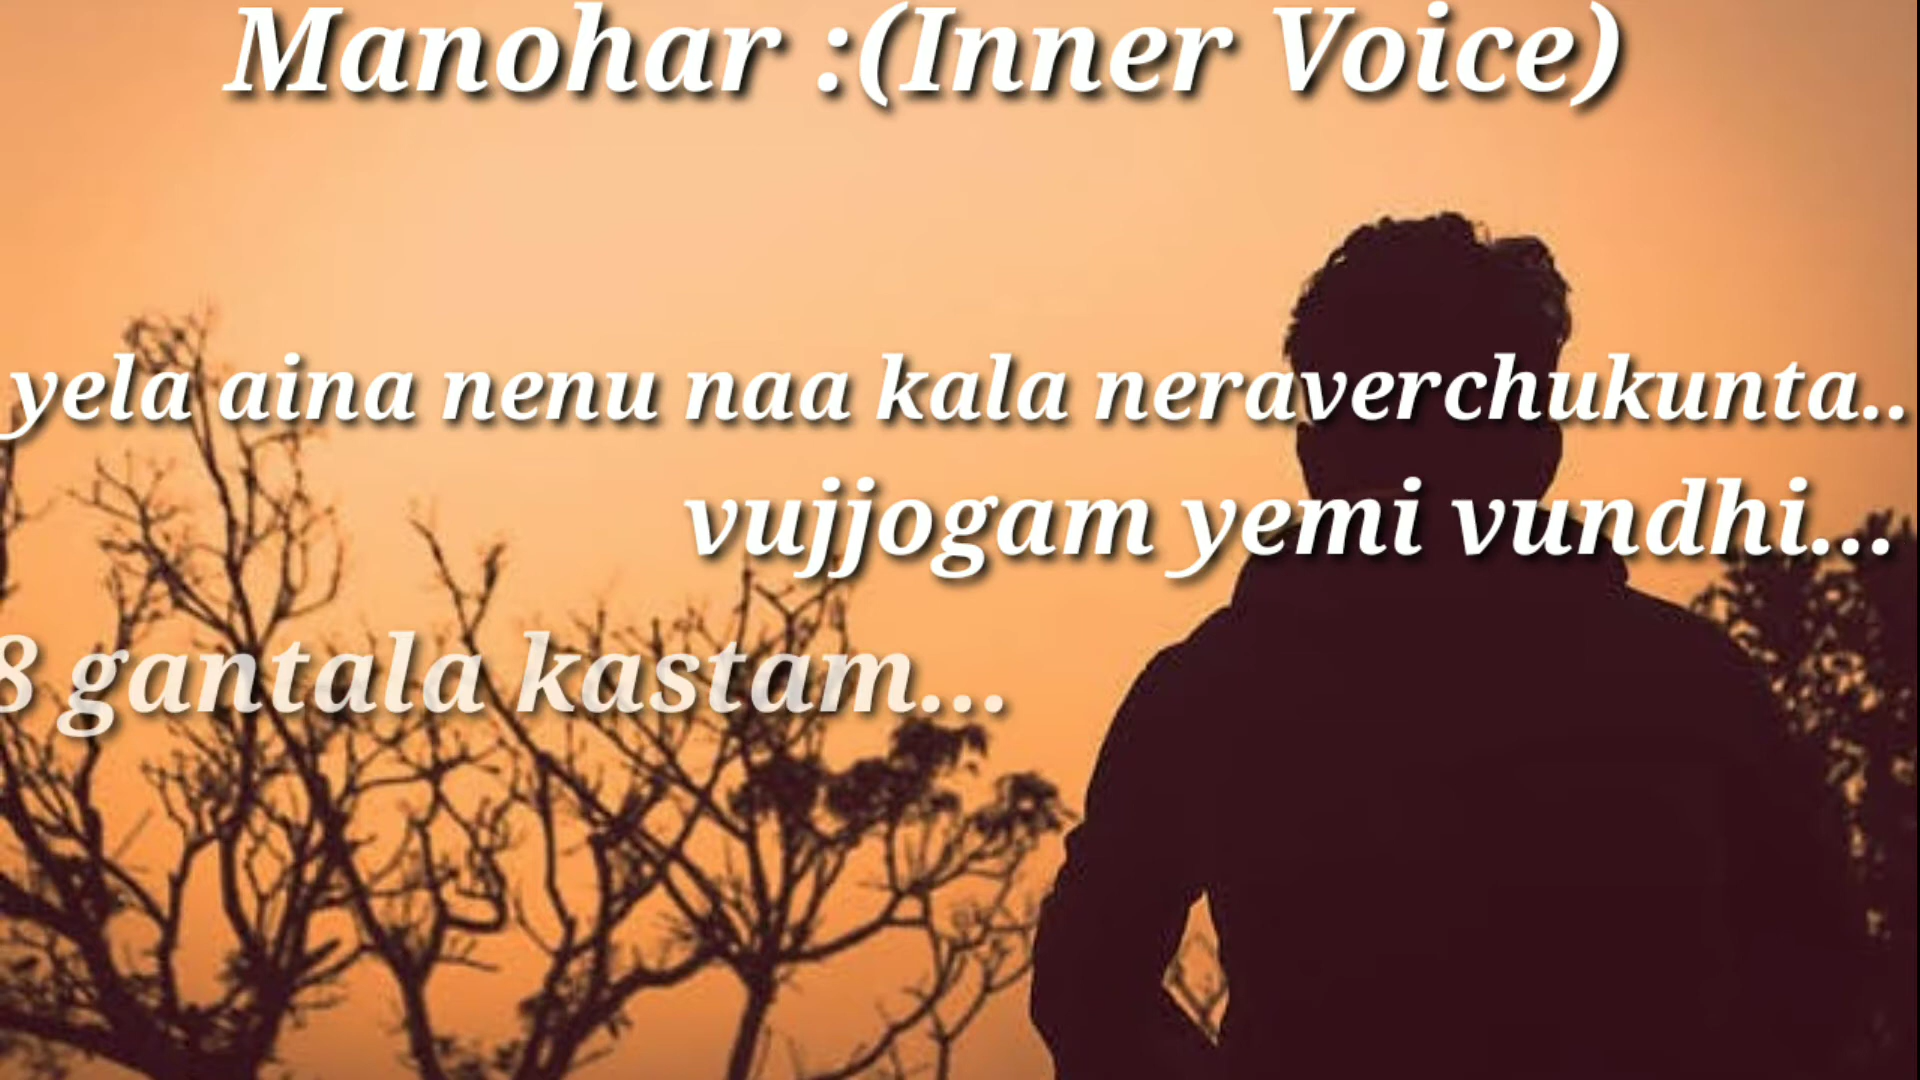 Manohar :(Inner Voice)
yela aina nenu naa kala neraverchukunta..
vujjogam yemi vundhi...
8 gantala kastam...